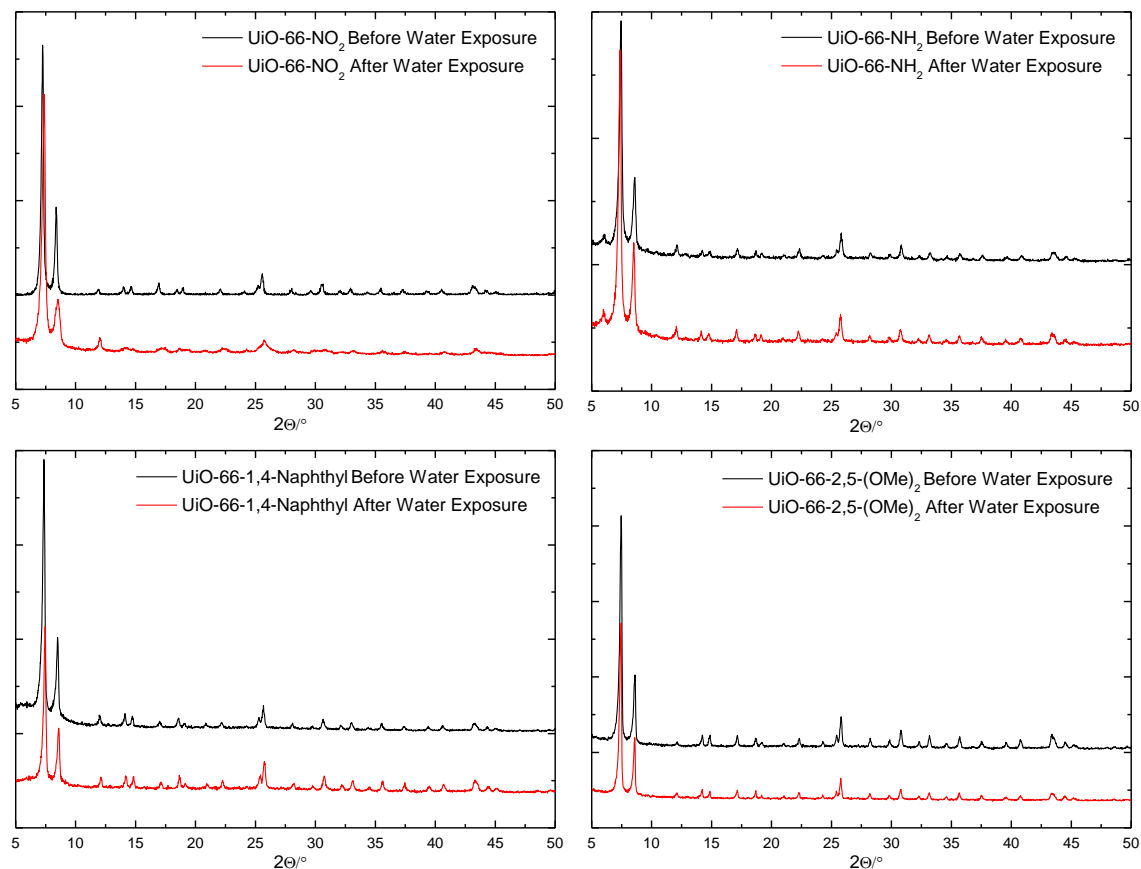 UiO-66-NO₂ Before Water Exposure
UiO-66-NO₂ After Water Exposure
5 10 15 20 25 30 35 40 45 50
2Θ/°
UiO-66-NH₂ Before Water Exposure
UiO-66-NH₂ After Water Exposure
5 10 15 20 25 30 35 40 45 50
2Θ/°
UiO-66-1,4-Naphthyl Before Water Exposure
UiO-66-1,4-Naphthyl After Water Exposure
5 10 15 20 25 30 35 40 45 50
2Θ/°
UiO-66-2,5-(OMe)₂ Before Water Exposure
UiO-66-2,5-(OMe)₂ After Water Exposure
5 10 15 20 25 30 35 40 45 50
2Θ/°